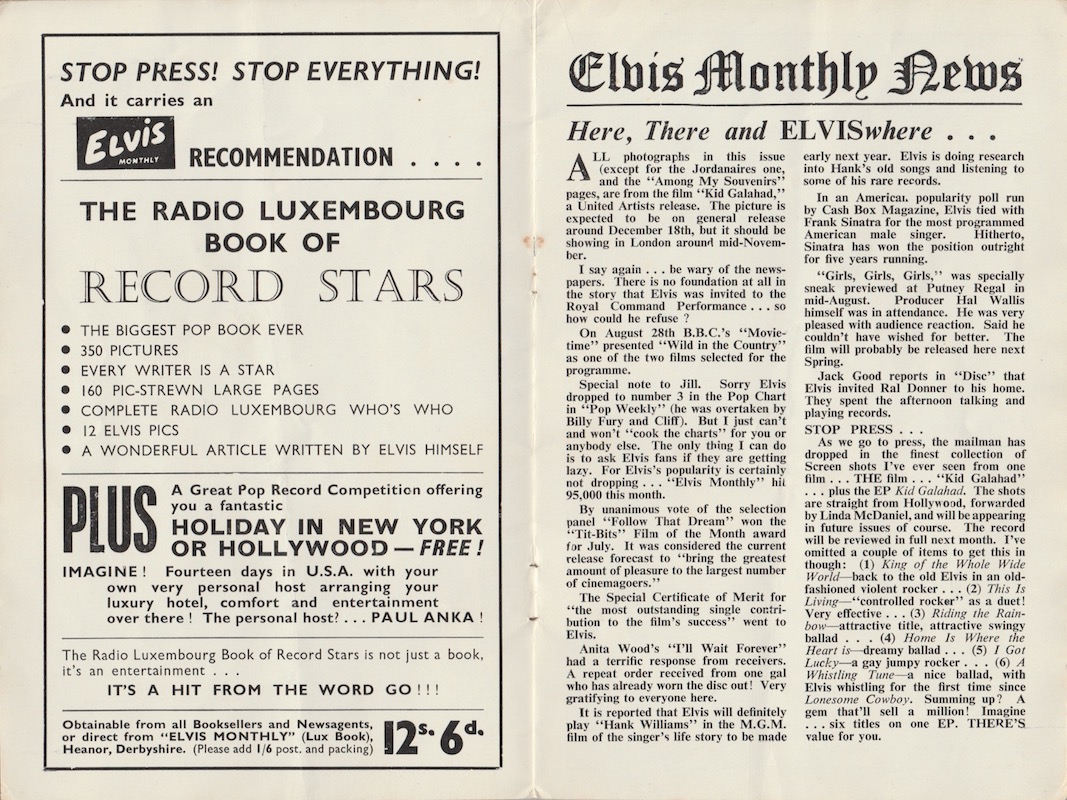 STOP PRESS! STOP EVERYTHING!
And it carries an
ELVIS
MONTHLY
RECOMMENDATION . . . .
THE RADIO LUXEMBOURG
BOOK OF
RECORD STARS
● THE BIGGEST POP BOOK EVER
● 350 PICTURES
● EVERY WRITER IS A STAR
● 160 PIC-STREWN LARGE PAGES
● COMPLETE RADIO LUXEMBOURG WHO'S WHO
● 12 ELVIS PICS
● A WONDERFUL ARTICLE WRITTEN BY ELVIS HIMSELF
PLUS
A Great Pop Record Competition offering
you a fantastic
HOLIDAY IN NEW YORK
OR HOLLYWOOD — FREE!
IMAGINE! Fourteen days in U.S.A. with your
own very personal host arranging your
luxury hotel, comfort and entertainment
over there! The personal host? . . . PAUL ANKA!
The Radio Luxembourg Book of Record Stars is not just a book,
it's an entertainment . . .
IT'S A HIT FROM THE WORD GO!!!
Obtainable from all Booksellers and Newsagents,
or direct from "ELVIS MONTHLY" (Lux Book),
Heanor, Derbyshire. (Please add 1/6 post. and packing)
12s. 6d.
Elvis Monthly News
Here, There and ELVISwhere . . .
ALL photographs in this issue
(except for the Jordanaires one,
and the "Among My Souvenirs"
pages, are from the film "Kid Galahad,"
a United Artists release. The picture is
expected to be on general release
around December 18th, but it should be
showing in London around mid-Novem-
ber.
I say again . . . be wary of the news-
papers. There is no foundation at all in
the story that Elvis was invited to the
Royal Command Performance . . . so
how could he refuse ?
On August 28th B.B.C.'s "Movie-
time" presented "Wild in the Country"
as one of the two films selected for the
programme.
Special note to Jill. Sorry Elvis
dropped to number 3 in the Pop Chart
in "Pop Weekly" (he was overtaken by
Billy Fury and Cliff). But I just can't
and won't "cook the charts" for you or
anybody else. The only thing I can do
is to ask Elvis fans if they are getting
lazy. For Elvis's popularity is certainly
not dropping . . . "Elvis Monthly" hit
95,000 this month.
By unanimous vote of the selection
panel "Follow That Dream" won the
"Tit-Bits" Film of the Month award
for July. It was considered the current
release forecast to "bring the greatest
amount of pleasure to the largest number
of cinemagoers."
The Special Certificate of Merit for
"the most outstanding single contri-
bution to the film's success" went to
Elvis.
Anita Wood's "I'll Wait Forever"
had a terrific response from receivers.
A repeat order received from one gal
who has already worn the disc out! Very
gratifying to everyone here.
It is reported that Elvis will definitely
play "Hank Williams" in the M.G.M.
film of the singer's life story to be made
early next year. Elvis is doing research
into Hank's old songs and listening to
some of his rare records.
In an American popularity poll run
by Cash Box Magazine, Elvis tied with
Frank Sinatra for the most programmed
American male singer. Hitherto,
Sinatra has won the position outright
for five years running.
"Girls, Girls, Girls," was specially
sneak previewed at Putney Regal in
mid-August. Producer Hal Wallis
himself was in attendance. He was very
pleased with audience reaction. Said he
couldn't have wished for better. The
film will probably be released here next
Spring.
Jack Good reports in "Disc" that
Elvis invited Ral Donner to his home.
They spent the afternoon talking and
playing records.
STOP PRESS . . .
As we go to press, the mailman has
dropped in the finest collection of
Screen shots I've ever seen from one
film . . . THE film . . . "Kid Galahad"
. . . plus the EP Kid Galahad. The shots
are straight from Hollywood, forwarded
by Linda McDaniel, and will be appearing
in future issues of course. The record
will be reviewed in full next month. I've
omitted a couple of items to get this in
though: (1) King of the Whole Wide
World—back to the old Elvis in an old-
fashioned violent rocker . . . (2) This Is
Living—"controlled rocker" as a duet!
Very effective . . . (3) Riding the Rain-
bow—attractive title, attractive swingy
ballad . . . (4) Home Is Where the
Heart is—dreamy ballad . . . (5) I Got
Lucky—a gay jumpy rocker . . . (6) A
Whistling Tune—a nice ballad, with
Elvis whistling for the first time since
Lonesome Cowboy. Summing up? A
gem that'll sell a million! Imagine
. . . six titles on one EP. THERE'S
value for you.